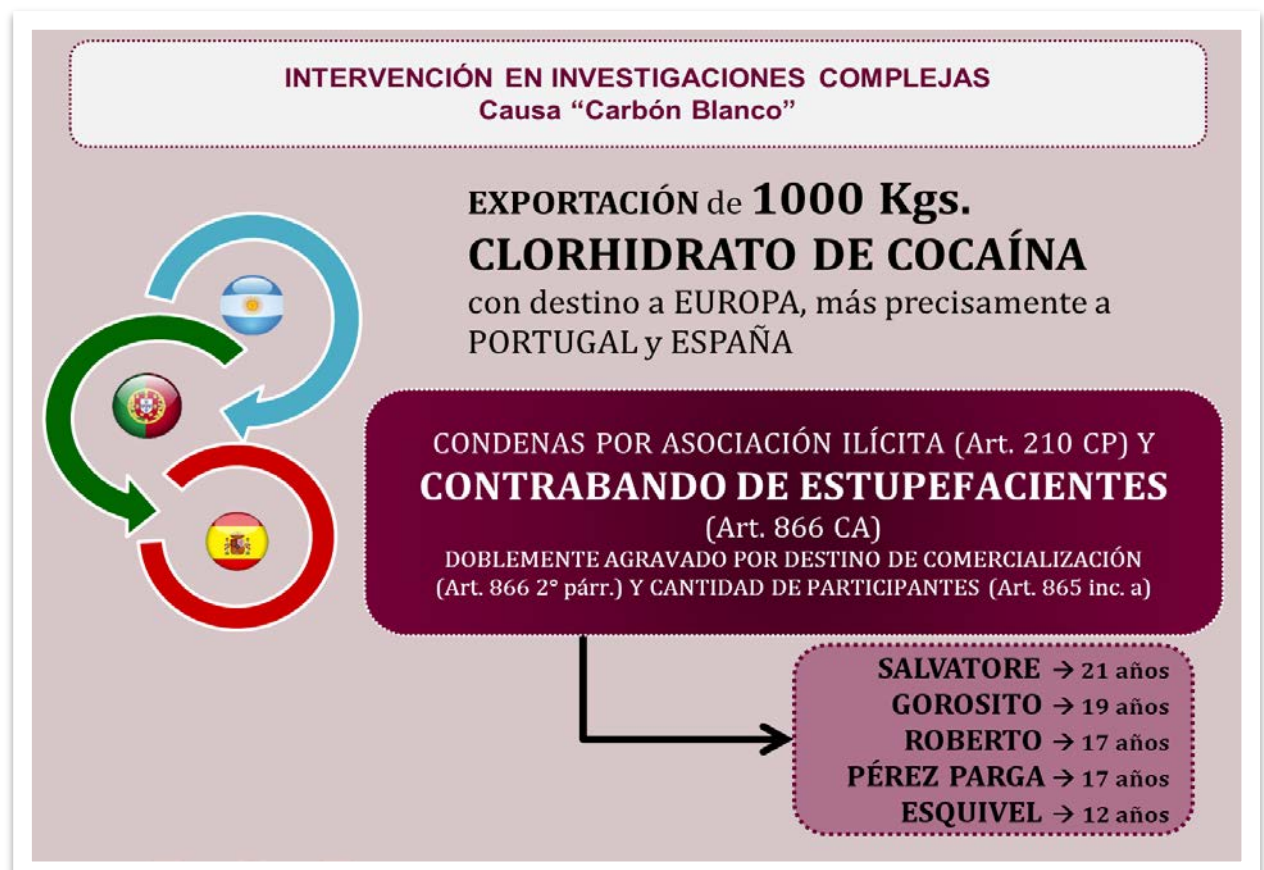 INTERVENCIÓN EN INVESTIGACIONES COMPLEJAS
Causa “Carbón Blanco”
EXPORTACIÓN de 1000 Kgs.
CLORHIDRATO DE COCAÍNA
con destino a EUROPA, más precisamente a
PORTUGAL y ESPAÑA
CONDENAS POR ASOCIACIÓN ILÍCITA (Art. 210 CP) Y
CONTRABANDO DE ESTUPEFACIENTES
(Art. 866 CA)
DOBLEMENTE AGRAVADO POR DESTINO DE COMERCIALIZACIÓN
(Art. 866 2° párr.) Y CANTIDAD DE PARTICIPANTES (Art. 865 inc. a)
SALVATORE → 21 años
GOROSITO → 19 años
ROBERTO → 17 años
PÉREZ PARGA → 17 años
ESQUIVEL → 12 años